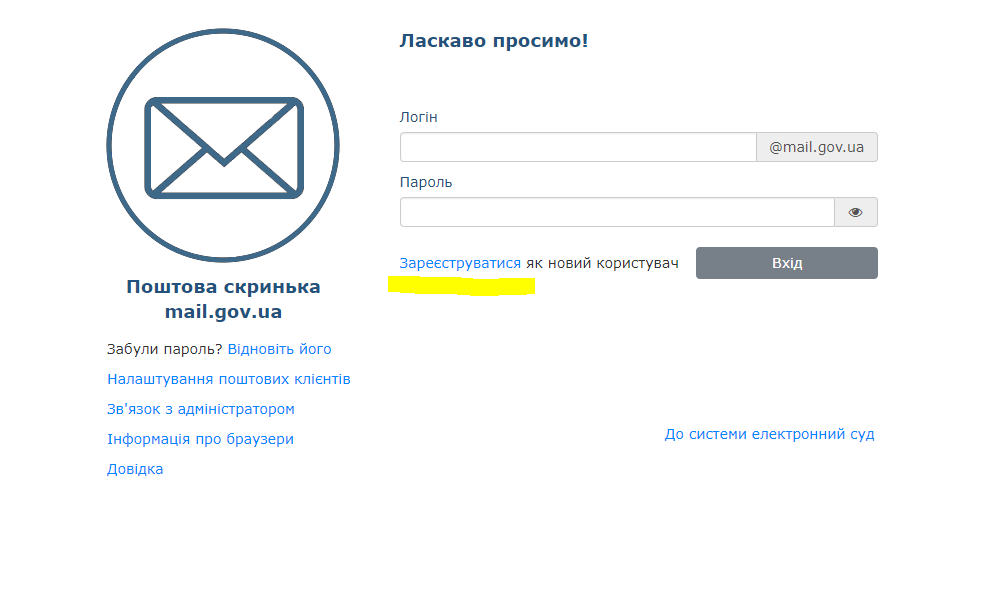 Ласкаво просимо!
Логін
@mail.gov.ua
Пароль
Зареєструватися як новий користувач
Вхід
Поштова скринька
mail.gov.ua
Забули пароль? Відновіть його
Налаштування поштових клієнтів
Зв'язок з адміністратором
Інформація про браузери
Довідка
До системи електронний суд